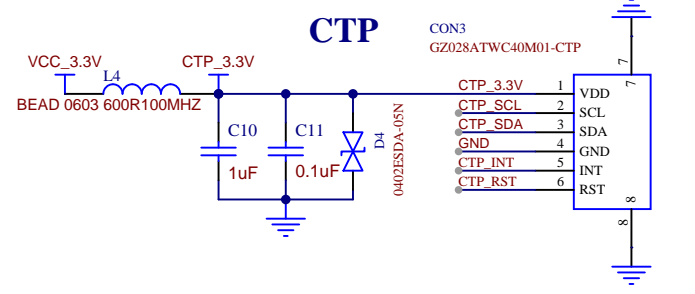 CTP
CON3
GZ028ATWC40M01-CTP
VCC_3.3V
CTP_3.3V
L4
BEAD 0603 600R100MHZ
C10
1uF
C11
0.1uF
D4
0402ESDA-05N
CTP_3.3V 1 VDD
CTP_SCL 2 SCL
CTP_SDA 3 SDA
GND 4 GND
CTP_INT 5 INT
CTP_RST 6 RST
7 7
8 8